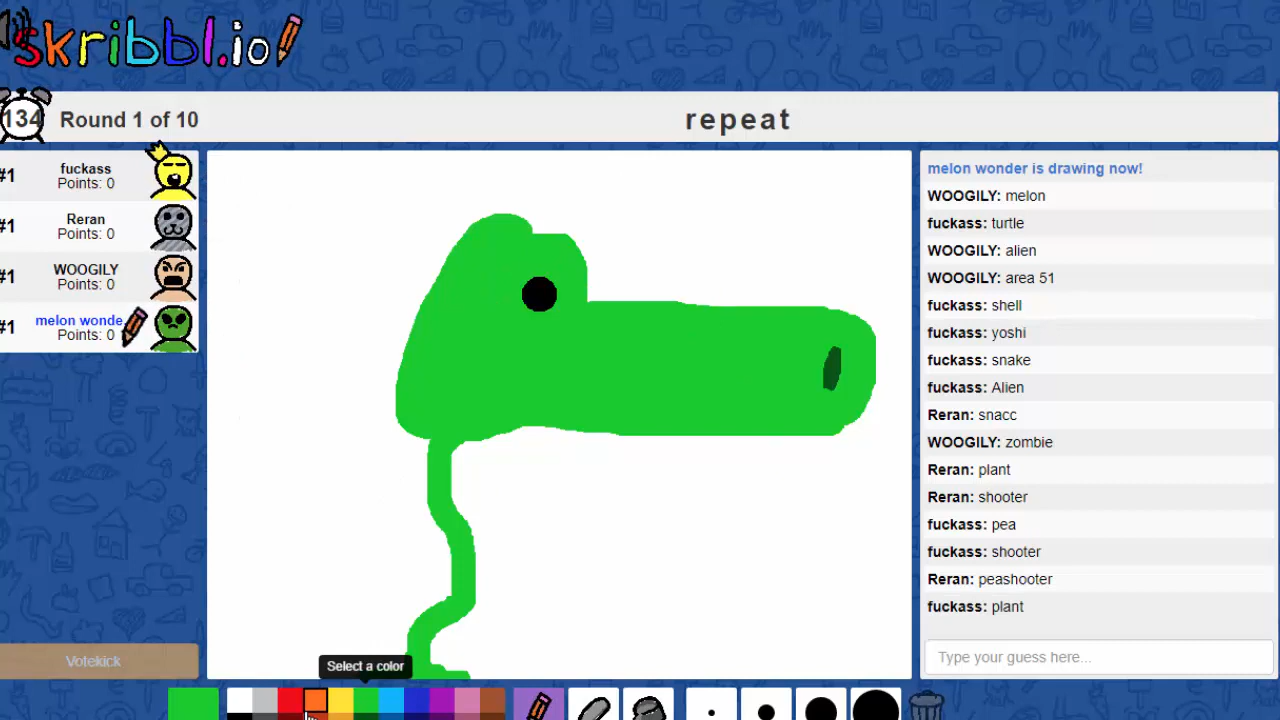 skribbl.io
134 Round 1 of 10 repeat
#1 fuckass
Points: 0
#1 Reran
Points: 0
#1 WOOGILY
Points: 0
#1 melon wonde
Points: 0
Votekick
Select a color
melon wonder is drawing now!
WOOGILY: melon
fuckass: turtle
WOOGILY: alien
WOOGILY: area 51
fuckass: shell
fuckass: yoshi
fuckass: snake
fuckass: Alien
Reran: snacc
WOOGILY: zombie
Reran: plant
Reran: shooter
fuckass: pea
fuckass: shooter
Reran: peashooter
fuckass: plant
Type your guess here...